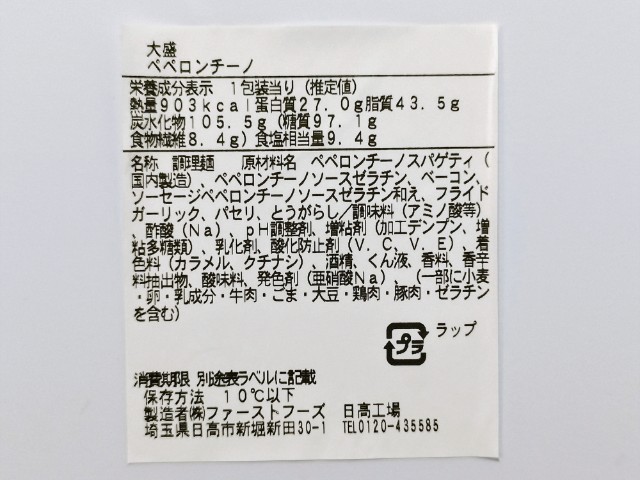 大盛
ペペロンチーノ
栄養成分表示　１包装当り（推定値）
熱量９０３ｋｃａｌ蛋白質２７．０ｇ脂質４３．５ｇ
炭水化物１０５．５ｇ（糖質９７．１ｇ
食物繊維８．４ｇ）食塩相当量９．４ｇ
名称　調理麺　　原材料名　ペペロンチーノスパゲティ（
国内製造）、ペペロンチーノソースゼラチン、ベーコン、
ソーセージペペロンチーノソースゼラチン和え、フライド
ガーリック、パセリ、とうがらし／調味料（アミノ酸等）
、酢酸（Ｎａ）、ｐＨ調整剤、増粘剤（加工デンプン、増
粘多糖類）、乳化剤、酸化防止剤（Ｖ．Ｃ、Ｖ．Ｅ）、着
色料（カラメル、クチナシ）、酒精、くん液、香料、香辛
料抽出物、酸味料、発色剤（亜硝酸Ｎａ）、（一部に小麦
・卵・乳成分・牛肉・ごま・大豆・鶏肉・豚肉・ゼラチン
を含む）
プラ ラップ
消費期限　別途表ラベルに記載
保存方法　１０℃以下
製造者㈱ファーストフーズ　日高工場
埼玉県日高市新堀新田30-1　TEL0120-435585